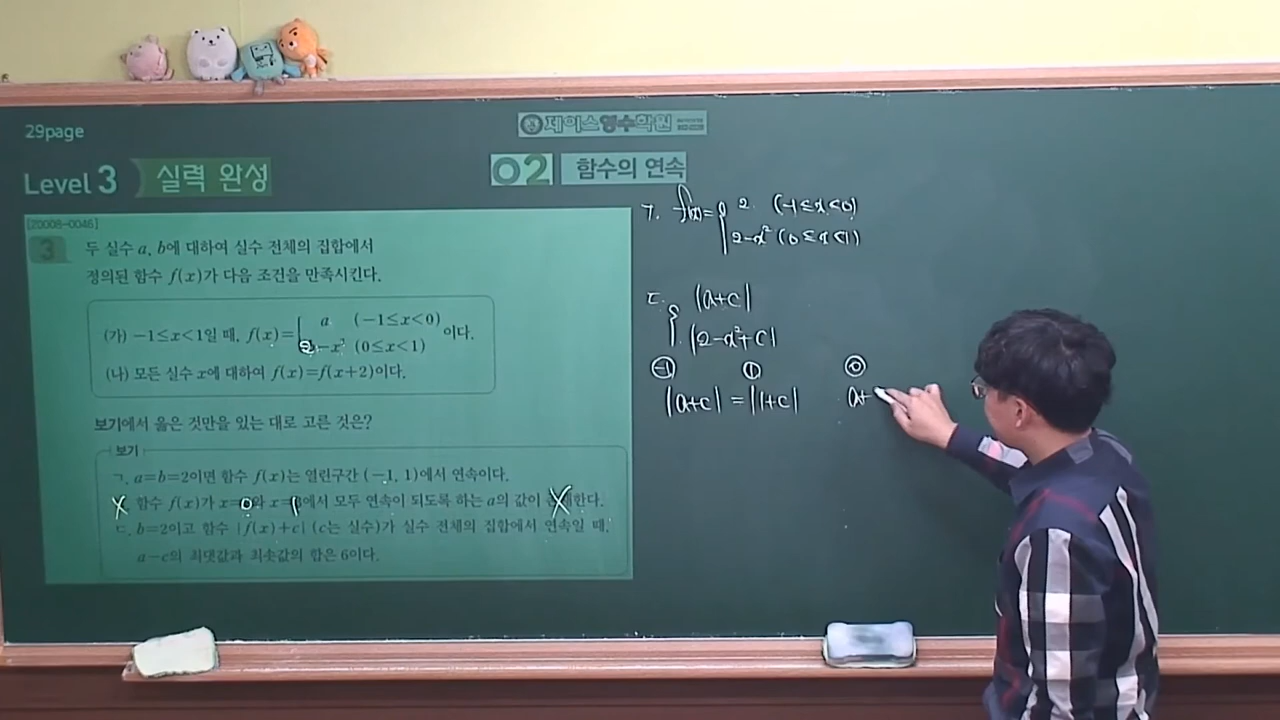 29page
제이스영수학원
Level 3 실력 완성
02 함수의 연속
[20008-0046]
3 두 실수 a, b에 대하여 실수 전체의 집합에서
정의된 함수 f(x)가 다음 조건을 만족시킨다.
(가) -1≤x<1일 때, f(x)={ a (-1≤x<0) 이다.
2-x² (0≤x<1)
(나) 모든 실수 x에 대하여 f(x)=f(x+2)이다.
보기에서 옳은 것만을 있는 대로 고른 것은?
보기
ㄱ. a=b=2이면 함수 f(x)는 열린구간 (-1, 1)에서 연속이다.
X 함수 f(x)가 x=0와 x=1에서 모두 연속이 되도록 하는 a의 값이 X한다.
ㄷ. b=2이고 함수 |f(x)+c| (c는 실수)가 실수 전체의 집합에서 연속일 때,
a-c의 최댓값과 최솟값의 합은 6이다.
ㄱ. f(x)={ 2 (-1≤x<0)
2-x² (0≤x<1)
ㄷ. { |a+c|
|2-x²+c|
-1 1 0
|a+c| = |1+c| a+